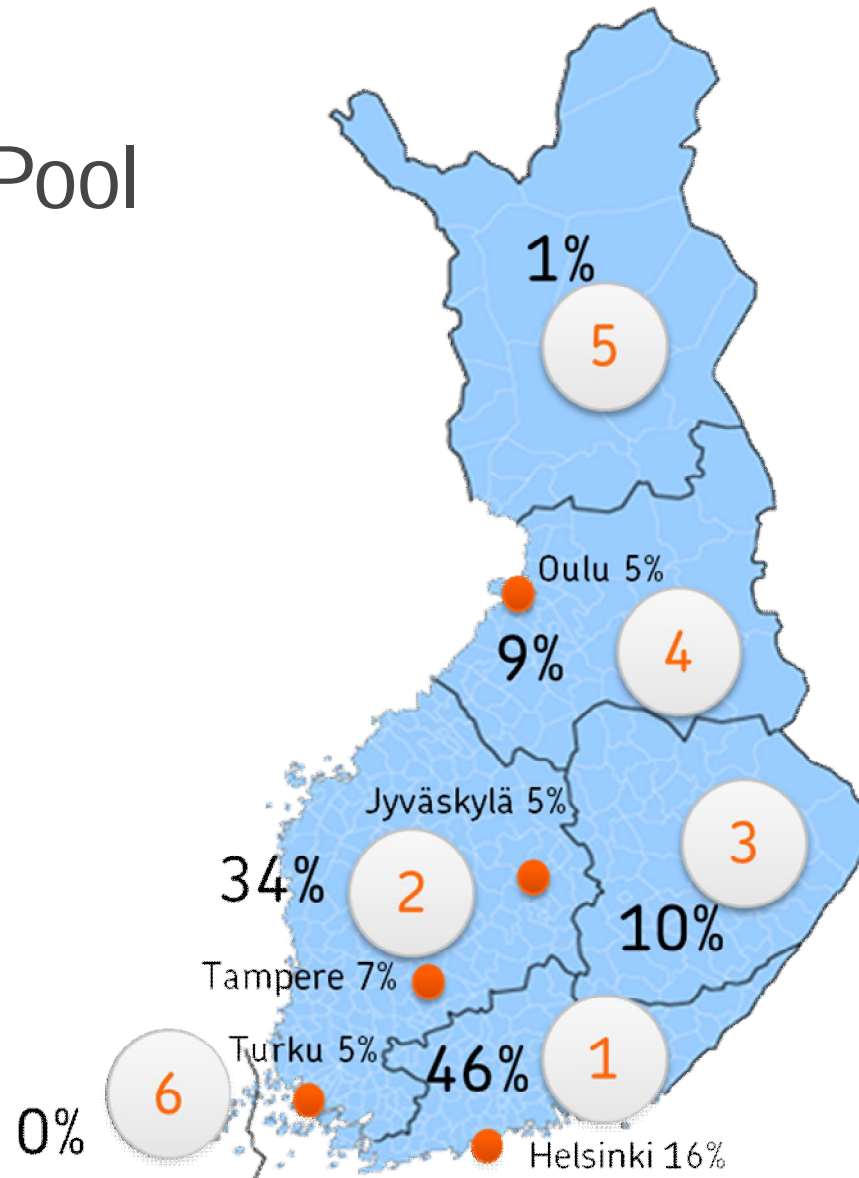 Pool
1%
5
Oulu 5%
4
9%
Jyväskylä 5%
3
34%
2
10%
Tampere 7%
Turku 5%
46%
1
6
0%
Helsinki 16%